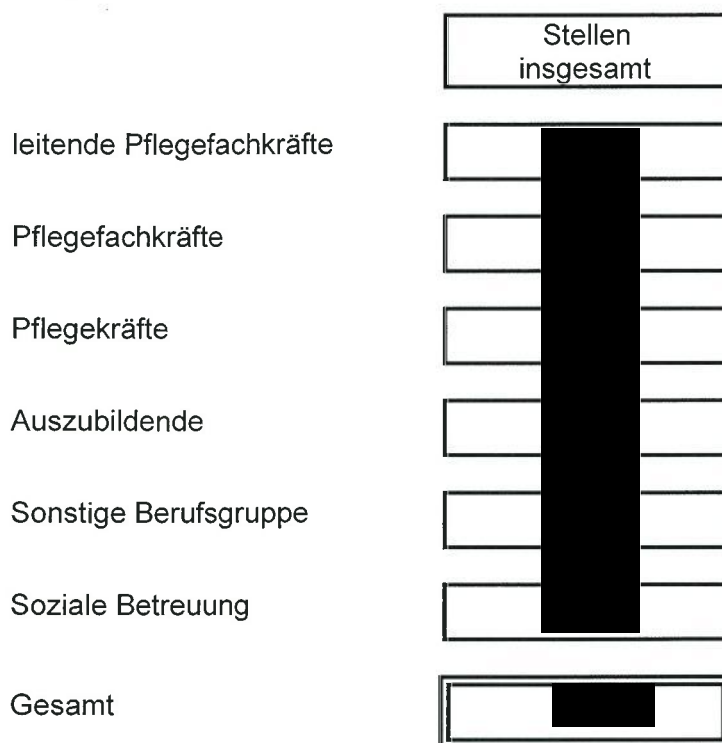 Stellen
insgesamt
leitende Pflegefachkräfte
Pflegefachkräfte
Pflegekräfte
Auszubildende
Sonstige Berufsgruppe
Soziale Betreuung
Gesamt